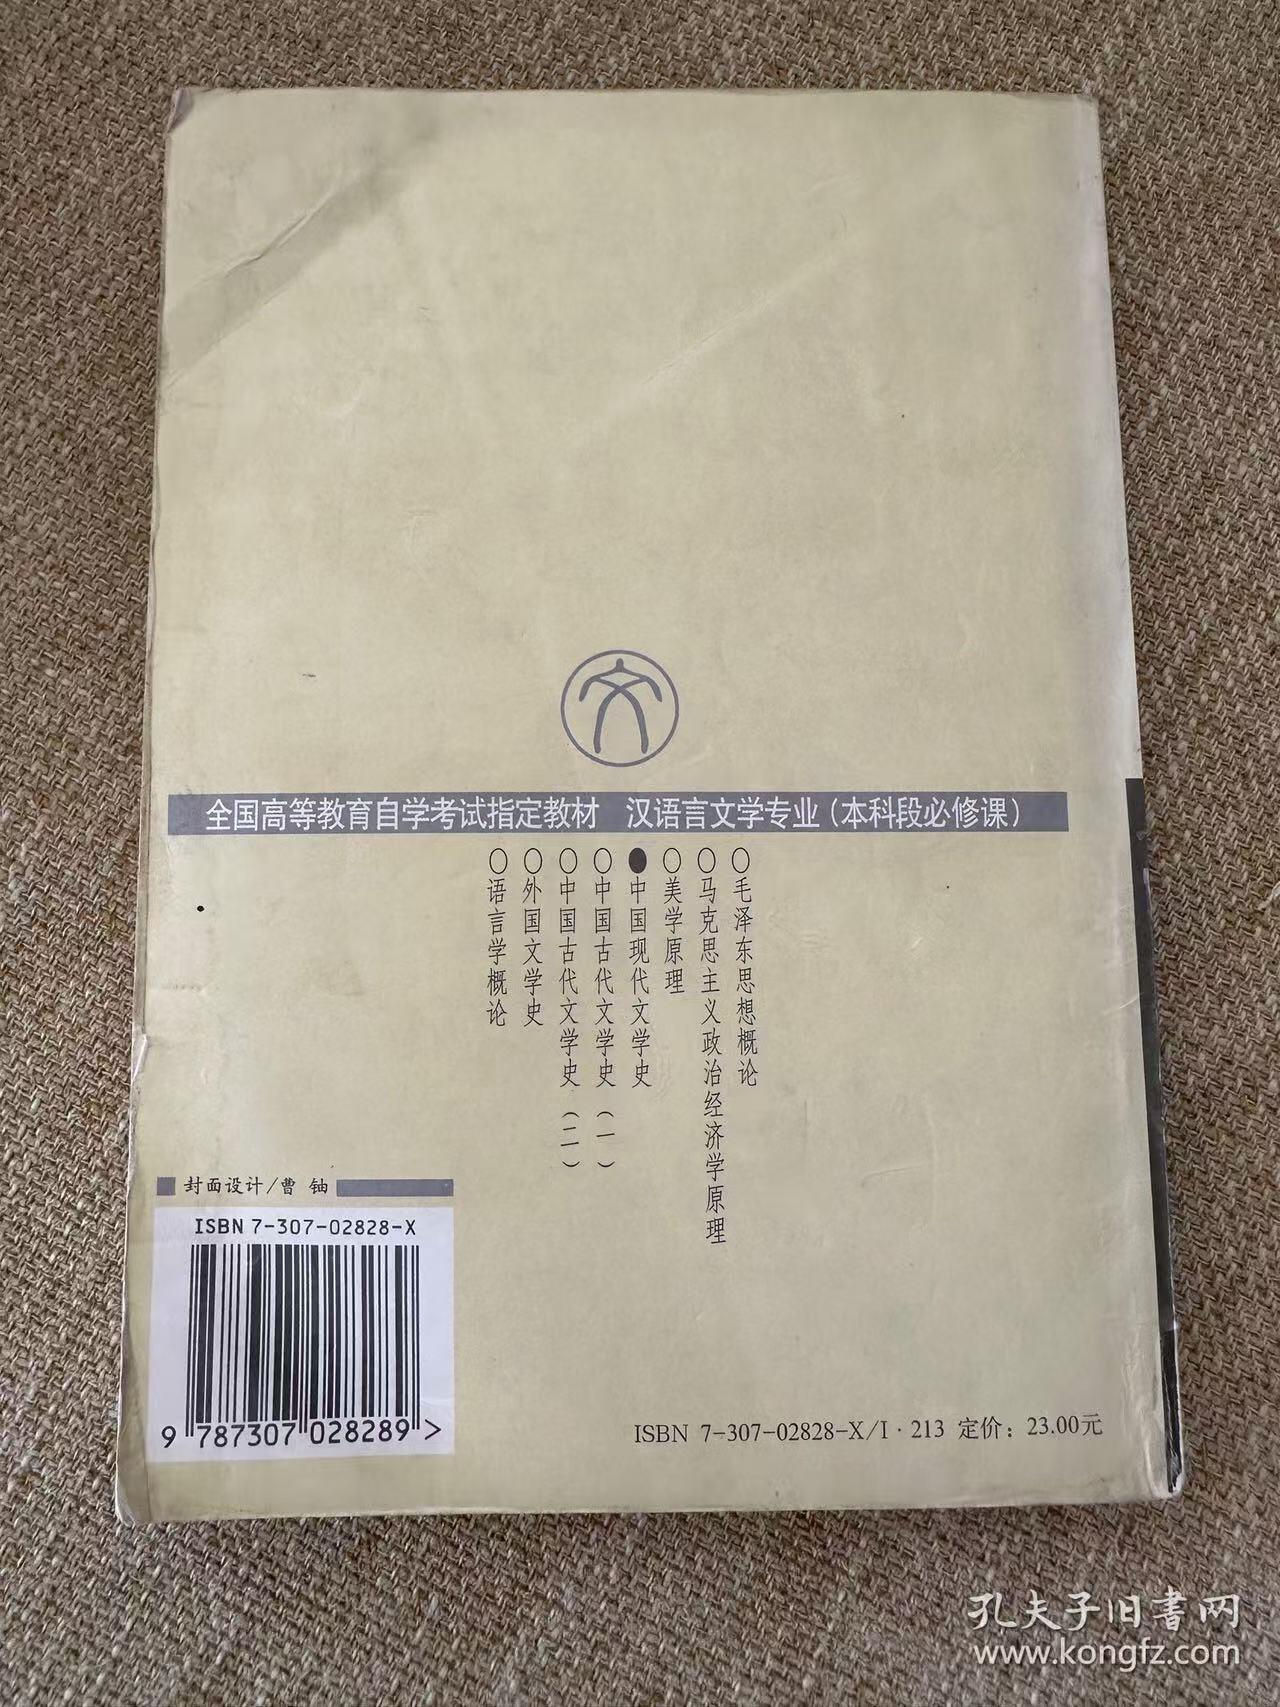 文
全国高等教育自学考试指定教材 汉语言文学专业(本科段必修课)
○毛泽东思想概论
○马克思主义政治经济学原理
○美学原理
●中国现代文学史
○中国古代文学史(一)
○中国古代文学史(二)
○外国文学史
○语言学概论
封面设计/曹 铀
ISBN 7-307-02828-X
9 787307 028289 >
ISBN 7-307-02828-X/I·213 定价:23.00元
孔夫子旧书网
www.kongfz.com